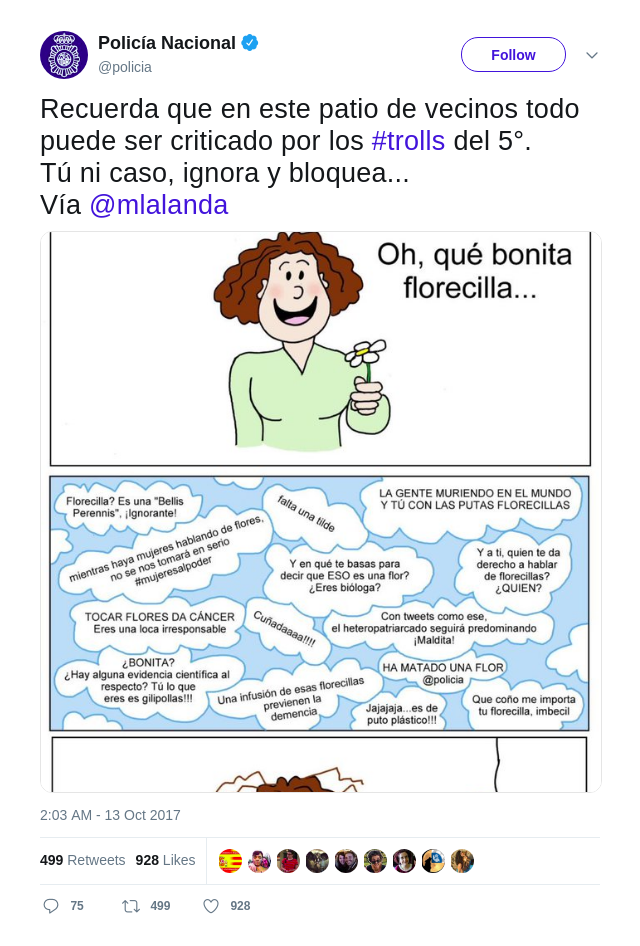 Policía Nacional
@policia
Follow
Recuerda que en este patio de vecinos todo
puede ser criticado por los #trolls del 5°.
Tú ni caso, ignora y bloquea...
Vía @mlalanda
Oh, qué bonita
florecilla...
Florecilla? Es una "Bellis
Perennis", ¡Ignorante!
falta una tilde
LA GENTE MURIENDO EN EL MUNDO
Y TÚ CON LAS PUTAS FLORECILLAS
mientras haya mujeres hablando de flores,
no se nos tomará en serio
#mujeresalpoder
Y en qué te basas para
decir que ESO es una flor?
¿Eres bióloga?
Y a ti, quien te da
derecho a hablar
de florecillas?
¿QUIEN?
TOCAR FLORES DA CÁNCER
Eres una loca irresponsable
Cuñadaaaa!!!!
Con tweets como ese,
el heteropatriarcado seguirá predominando
¡Maldita!
¿BONITA?
¿Hay alguna evidencia científica al
respecto? Tú lo que
eres es gilipollas!!!
HA MATADO UNA FLOR
@policia
Una infusión de esas florecillas
previenen la
demencia
Jajajaja...es de
puto plástico!!!
Que coño me importa
tu florecilla, imbecil
2:03 AM - 13 Oct 2017
499 Retweets 928 Likes
75 499 928